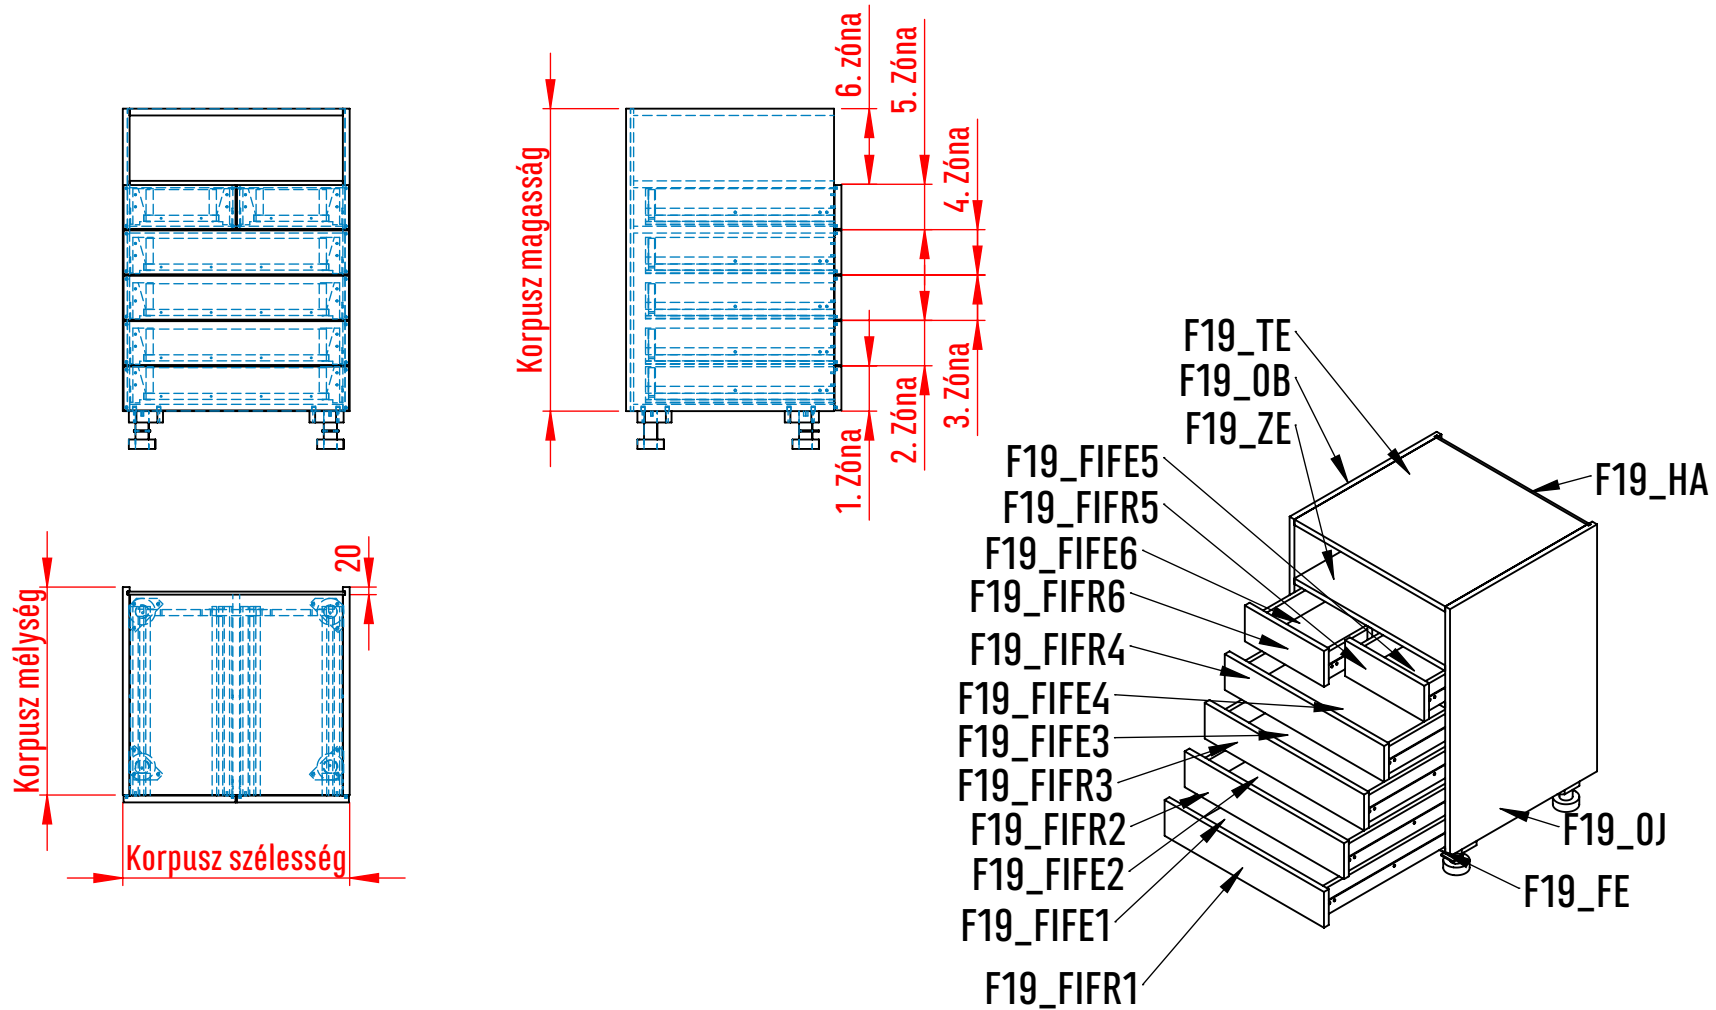 6. zóna
5. Zóna
4. Zóna
Korpusz magasság
3. Zóna
2. Zóna
1. Zóna
20
Korpusz mélység
Korpusz szélesség
F19_TE
F19_OB
F19_ZE
F19_FIFE5
F19_HA
F19_FIFR5
F19_FIFE6
F19_FIFR6
F19_FIFR4
F19_FIFE4
F19_FIFE3
F19_FIFR3
F19_FIFR2
F19_OJ
F19_FIFE2
F19_FE
F19_FIFE1
F19_FIFR1